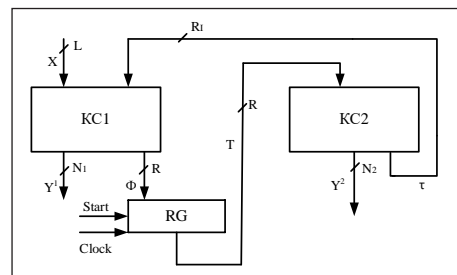 R₁
L
X
KC1
KC2
R
T
N₁
R
N₂
Y¹
Φ
Y²
τ
Start
RG
Clock